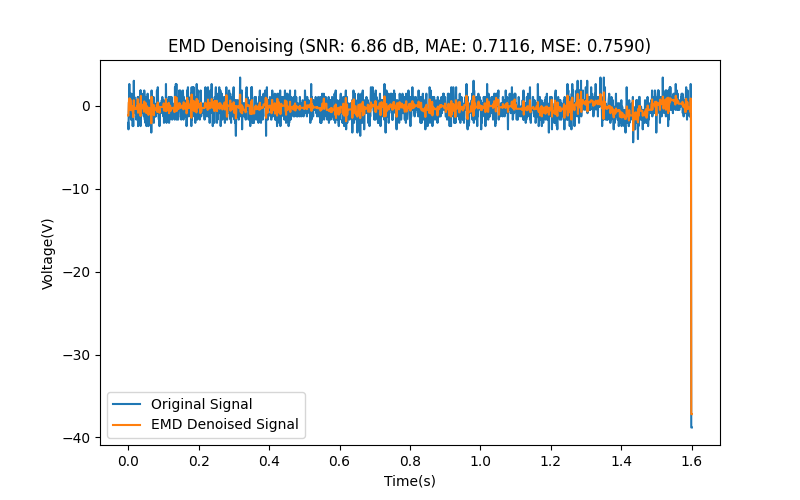 EMD Denoising (SNR: 6.86 dB, MAE: 0.7116, MSE: 0.7590)
0
−10
−20
−30
−40
Voltage(V)
Original Signal
EMD Denoised Signal
0.0 0.2 0.4 0.6 0.8 1.0 1.2 1.4 1.6
Time(s)